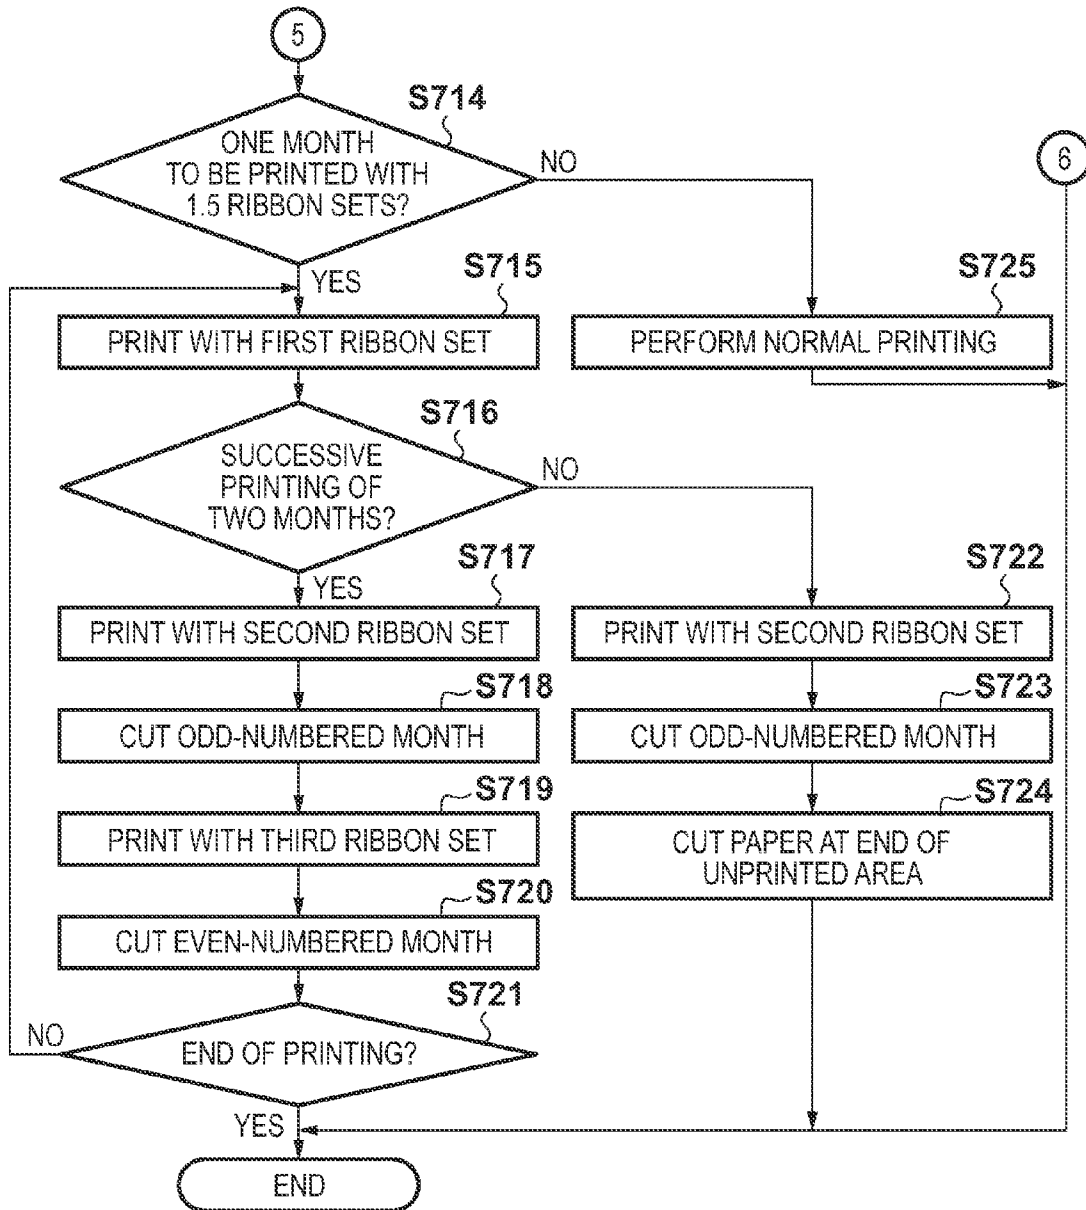 5
S714
ONE MONTH
TO BE PRINTED WITH
1.5 RIBBON SETS?
NO
6
YES
S715
PRINT WITH FIRST RIBBON SET
S725
PERFORM NORMAL PRINTING
S716
SUCCESSIVE
PRINTING OF
TWO MONTHS?
NO
YES
S717
PRINT WITH SECOND RIBBON SET
S722
PRINT WITH SECOND RIBBON SET
S718
CUT ODD-NUMBERED MONTH
S723
CUT ODD-NUMBERED MONTH
S719
PRINT WITH THIRD RIBBON SET
S724
CUT PAPER AT END OF
UNPRINTED AREA
S720
CUT EVEN-NUMBERED MONTH
S721
END OF PRINTING?
NO
YES
END